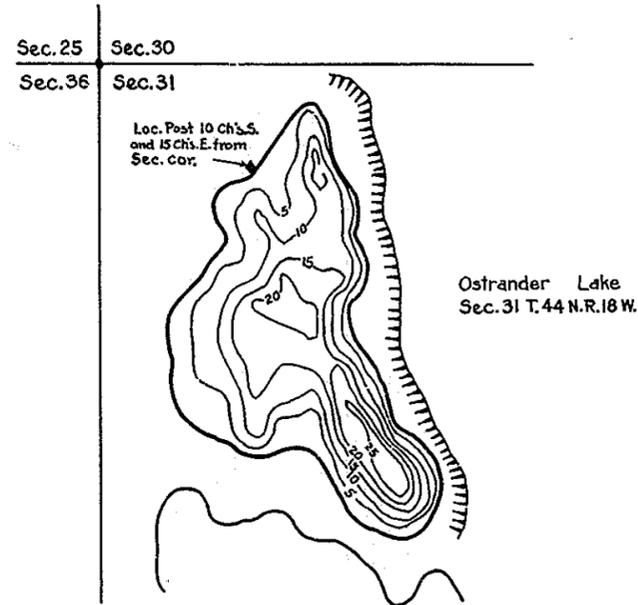 Sec. 25 Sec. 30
Sec. 36 Sec. 31
Loc. Post 10 Ch's. S.
and 15 Ch's. E. from
Sec. cor.
5
10
15
20
Ostrander Lake
Sec. 31 T. 44 N. R. 18 W.
25
20
15
10
5